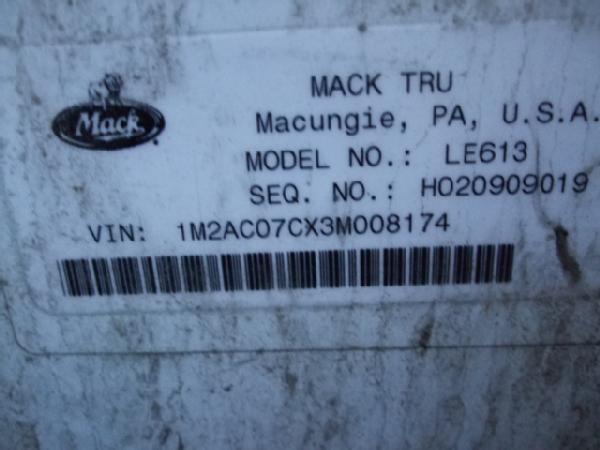 Mack
MACK TRU
Macungie, PA, U.S.A.
MODEL NO.: LE613
SEQ. NO.: H020909019
VIN: 1M2AC07CX3M008174